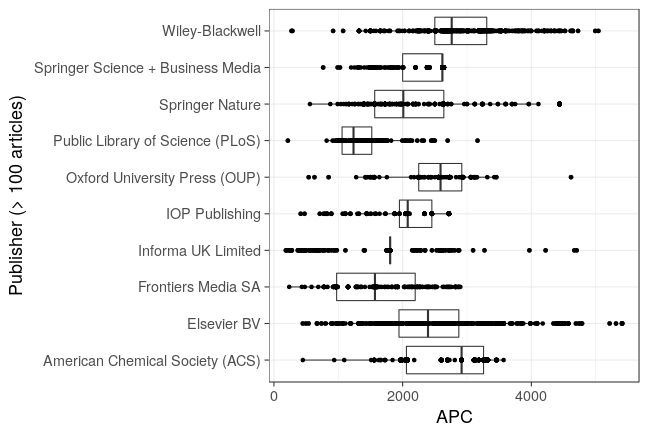 Publisher (> 100 articles)
Wiley-Blackwell
Springer Science + Business Media
Springer Nature
Public Library of Science (PLoS)
Oxford University Press (OUP)
IOP Publishing
Informa UK Limited
Frontiers Media SA
Elsevier BV
American Chemical Society (ACS)
0 2000 4000
APC